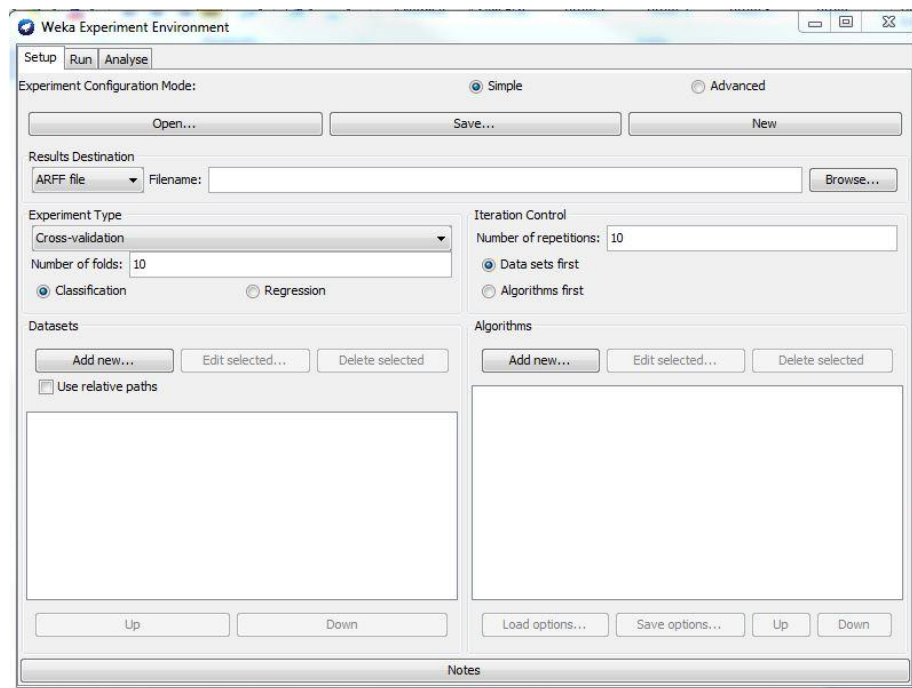 Weka Experiment Environment
Setup Run Analyse
Experiment Configuration Mode: Simple Advanced
Open... Save... New
Results Destination
ARFF file Filename: Browse...
Experiment Type
Cross-validation
Number of folds: 10
Classification Regression
Iteration Control
Number of repetitions: 10
Data sets first
Algorithms first
Datasets
Add new... Edit selected... Delete selected
Use relative paths
Up Down
Algorithms
Add new... Edit selected... Delete selected
Load options... Save options... Up Down
Notes